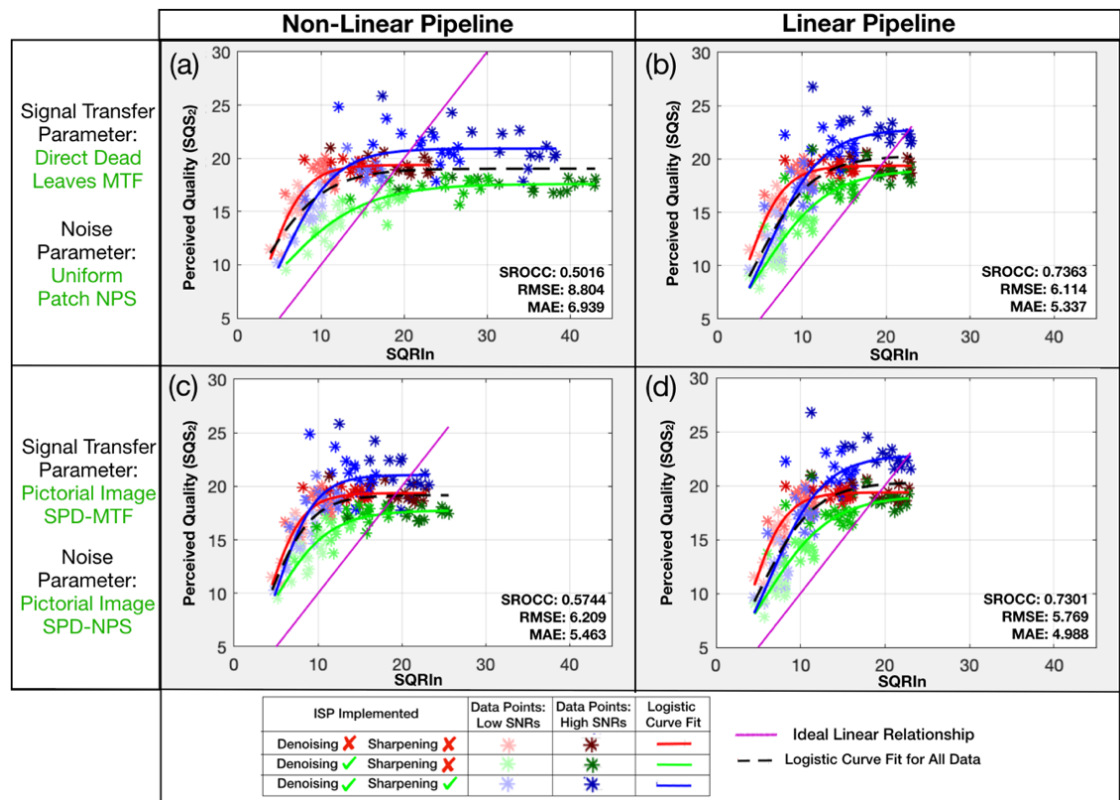 Non-Linear Pipeline
Linear Pipeline
Signal Transfer
Parameter:
Direct Dead
Leaves MTF
Noise
Parameter:
Uniform
Patch NPS
(a)
Perceived Quality (SQS₂)
30
25
20
15
10
5
0
10
20
30
40
SQRIn
SROCC: 0.5016
RMSE: 8.804
MAE: 6.939
(b)
Perceived Quality (SQS₂)
30
25
20
15
10
5
0
10
20
30
40
SQRIn
SROCC: 0.7363
RMSE: 6.114
MAE: 5.337
Signal Transfer
Parameter:
Pictorial Image
SPD-MTF
Noise
Parameter:
Pictorial Image
SPD-NPS
(c)
Perceived Quality (SQS₂)
30
25
20
15
10
5
0
10
20
30
40
SQRIn
SROCC: 0.5744
RMSE: 6.209
MAE: 5.463
(d)
Perceived Quality (SQS₂)
30
25
20
15
10
5
0
10
20
30
40
SQRIn
SROCC: 0.7301
RMSE: 5.769
MAE: 4.988
ISP Implemented
Data Points:
Low SNRs
Data Points:
High SNRs
Logistic
Curve Fit
Denoising ✘ Sharpening ✘
Denoising ✓ Sharpening ✘
Denoising ✓ Sharpening ✓
Ideal Linear Relationship
Logistic Curve Fit for All Data